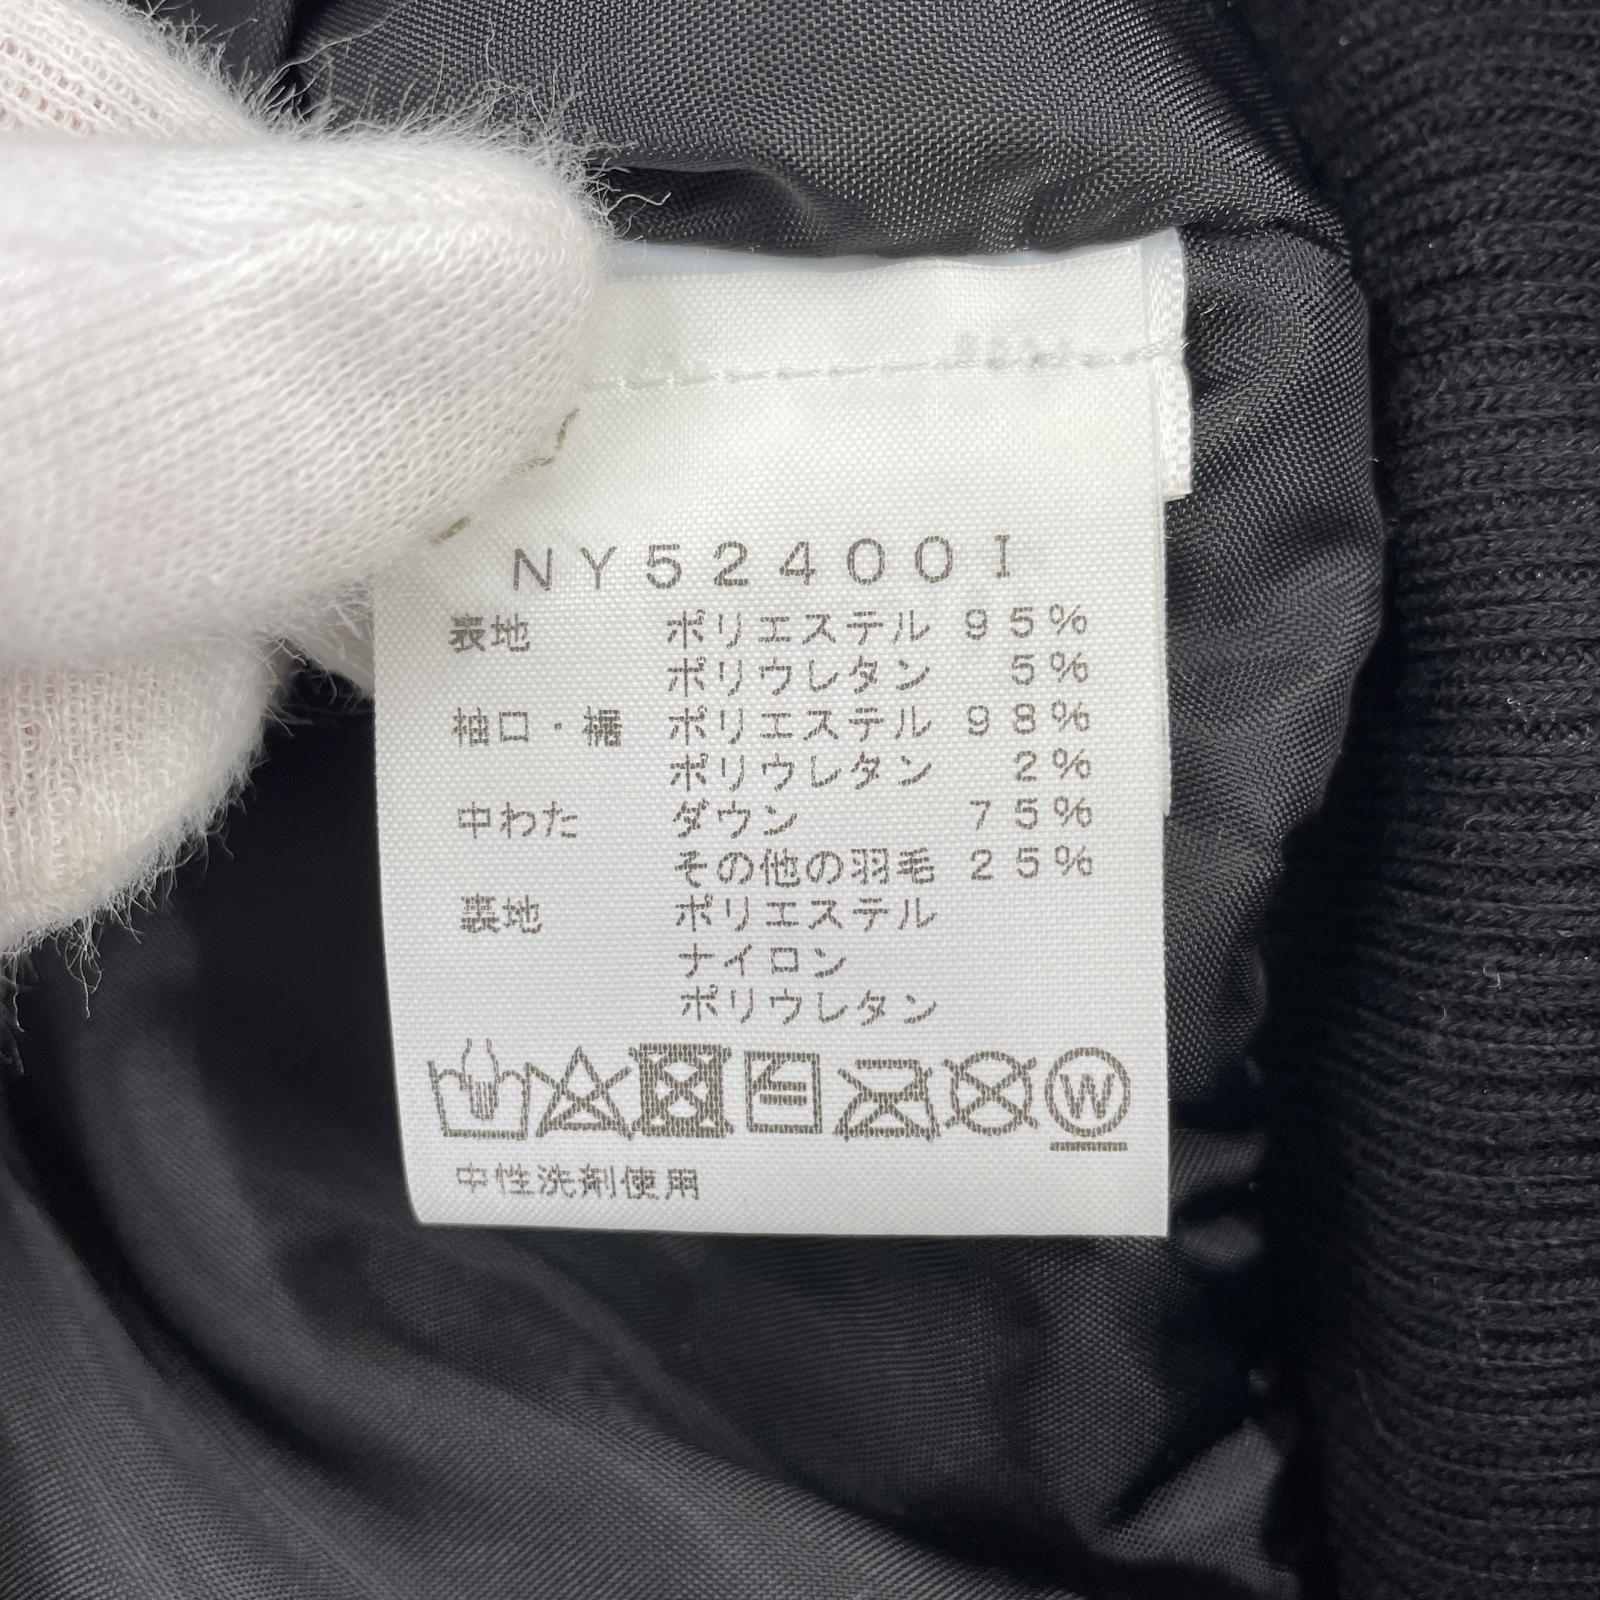 NY52400I
表地 ポリエステル 95%
ポリウレタン 5%
袖口・裾 ポリエステル 98%
ポリウレタン 2%
中わた ダウン 75%
その他の羽毛 25%
裏地 ポリエステル
ナイロン
ポリウレタン
W
中性洗剤使用